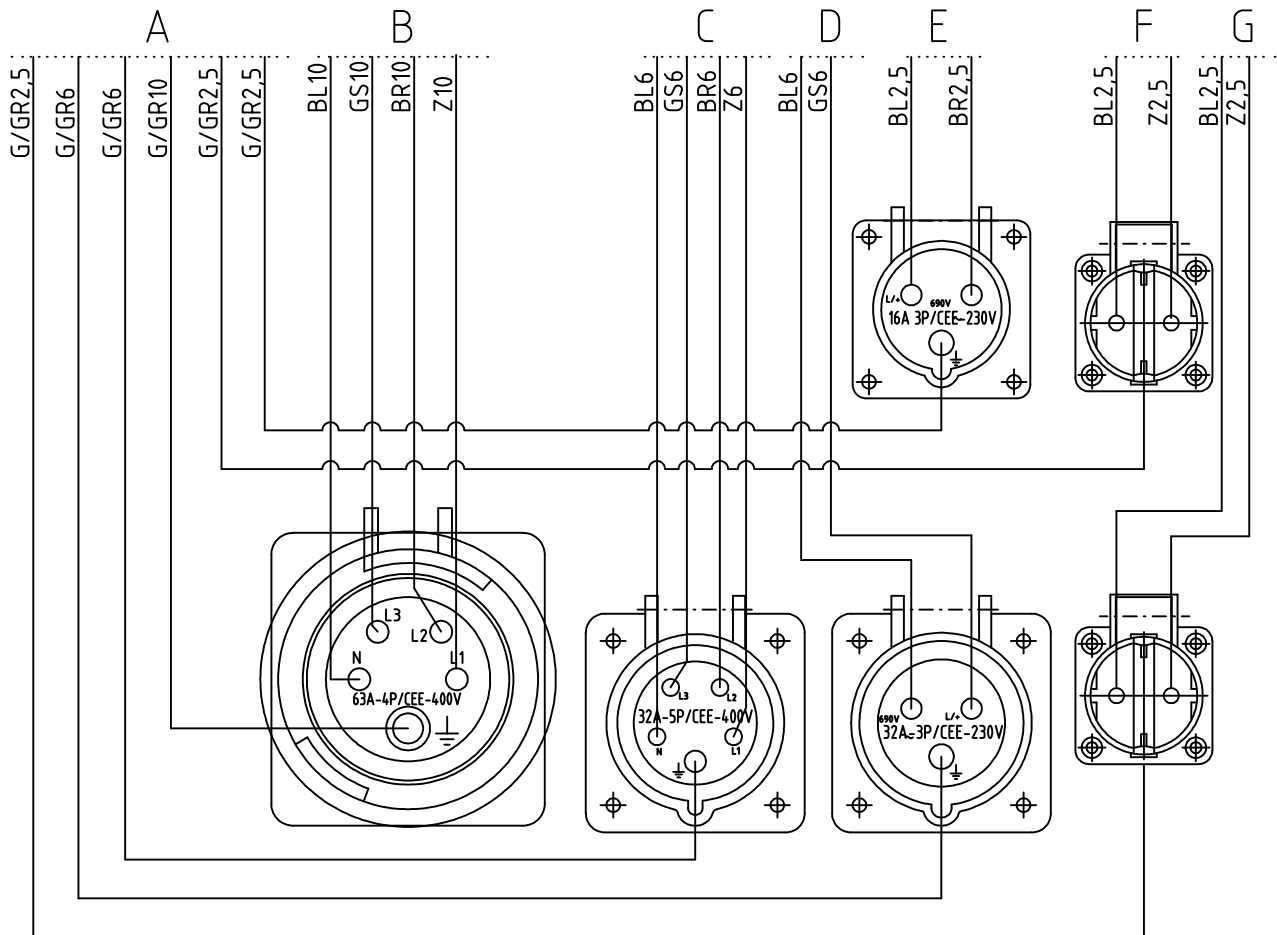 A B C D E F G
G/GR2,5
G/GR6
G/GR6
G/GR10
G/GR2,5
G/GR2,5
BL10
GS10
BR10
Z10
BL6
GS6
BR6
Z6
BL6
GS6
BL2,5
BR2,5
BL2,5
Z2,5
BL2,5
Z2,5
L/+
690V
16A 3P/CEE-230V
L3
L2
N
L1
63A-4P/CEE-400V
L3
L2
32A-5P/CEE-400V
N
L1
690V
L/+
32A-3P/CEE-230V